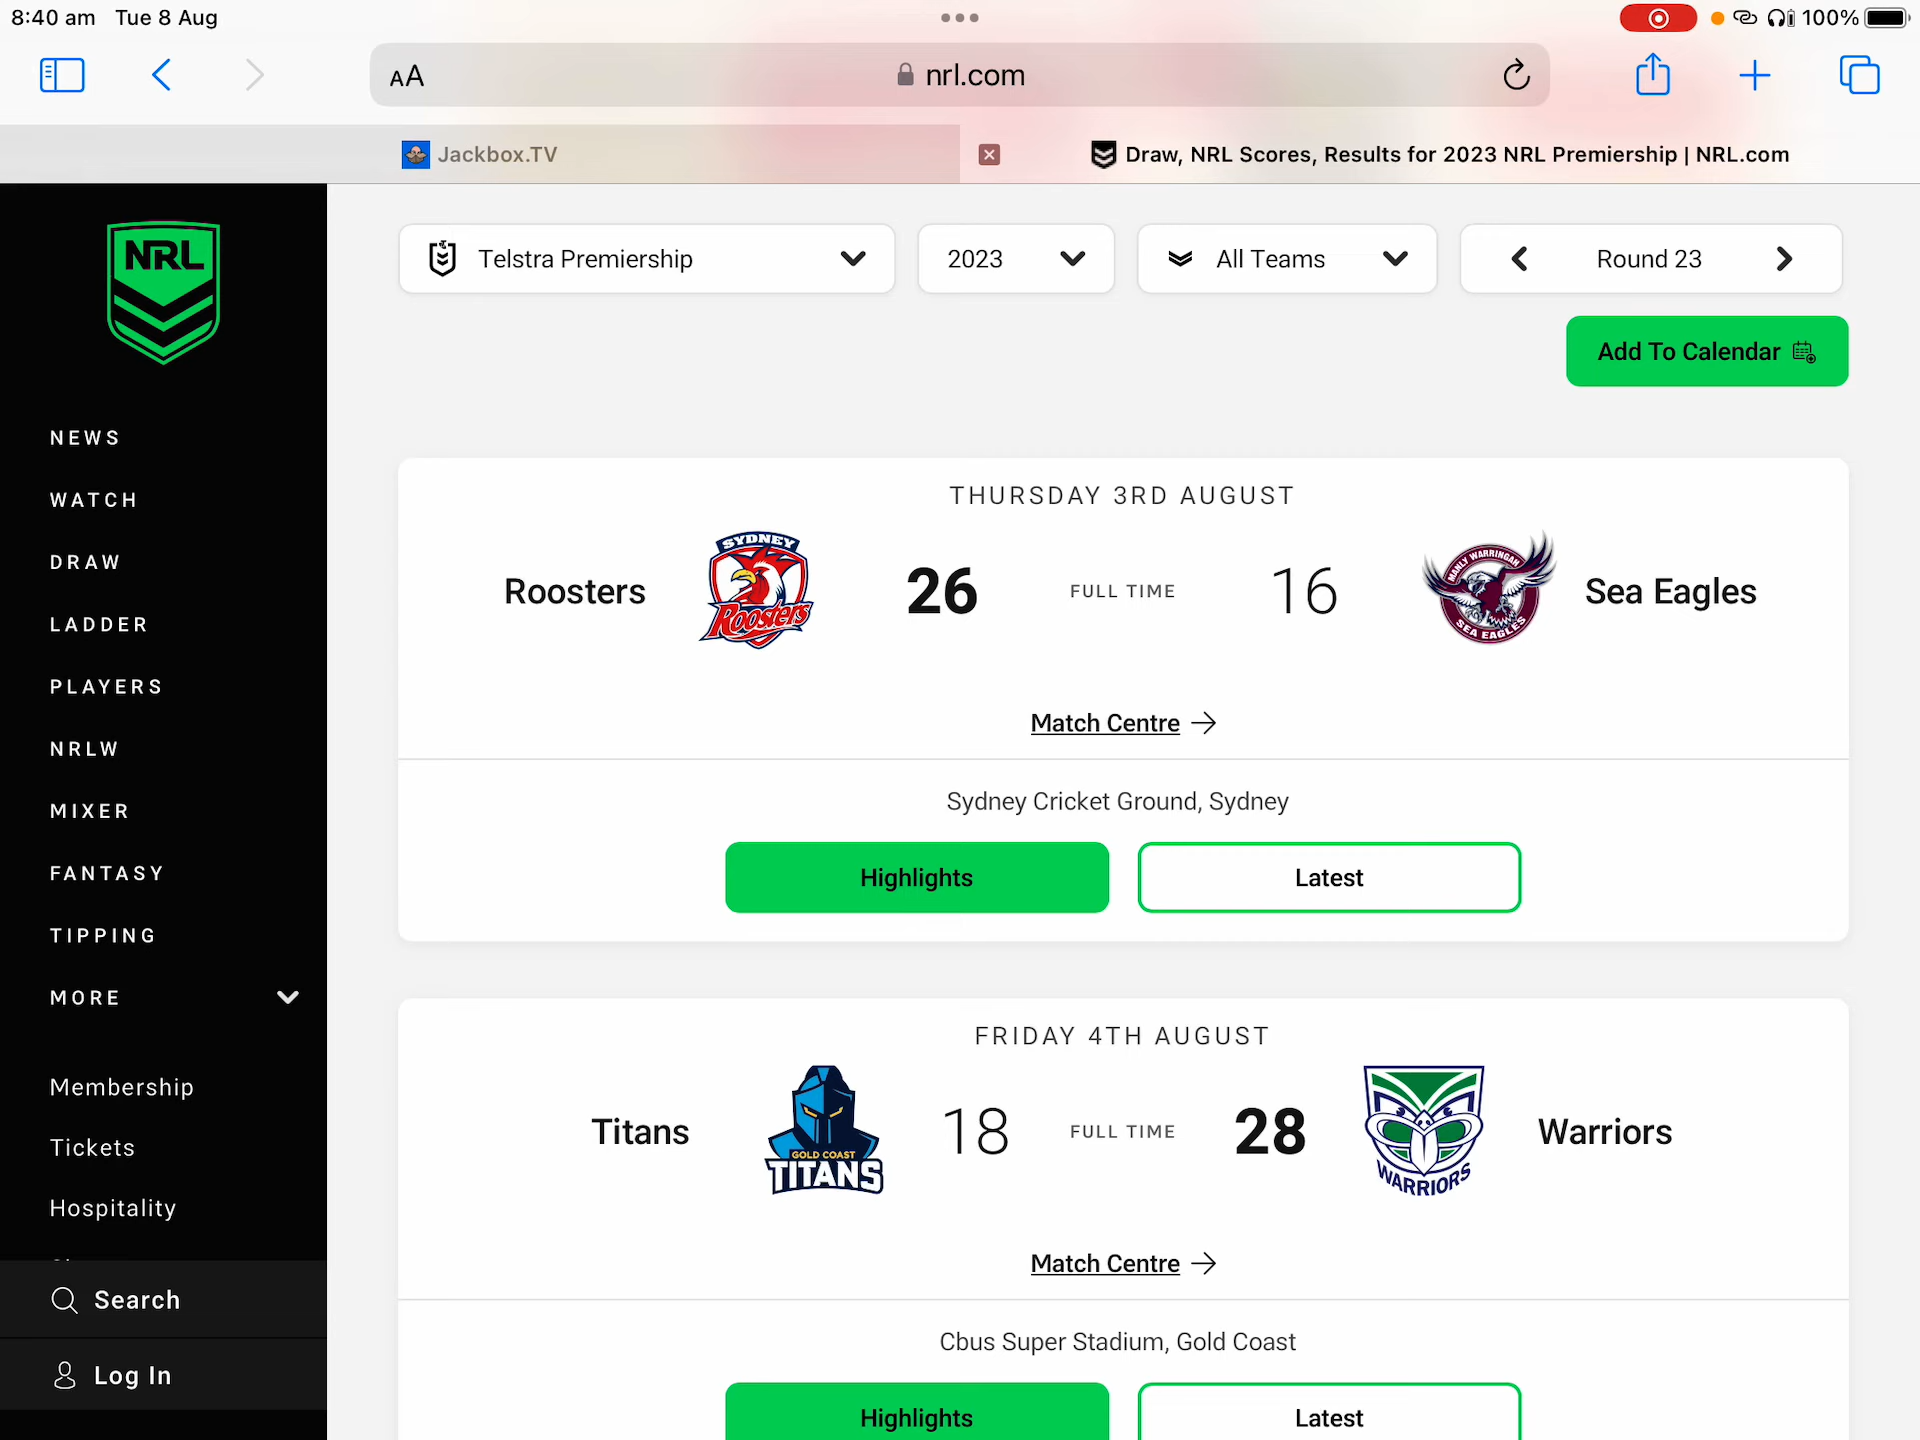 8:40 am Tue 8 Aug
100%
AA
nrl.com
Jackbox.TV
Draw, NRL Scores, Results for 2023 NRL Premiership | NRL.com
NRL
NEWS
WATCH
DRAW
LADDER
PLAYERS
NRLW
MIXER
FANTASY
TIPPING
MORE
Membership
Tickets
Hospitality
Search
Log In
Telstra Premiership
2023
All Teams
Round 23
Add To Calendar
THURSDAY 3RD AUGUST
Roosters
SYDNEY
Roosters
26
FULL TIME
16
MANLY WARRINGAH
SEA EAGLES
Sea Eagles
Match Centre
Sydney Cricket Ground, Sydney
Highlights
Latest
FRIDAY 4TH AUGUST
Titans
GOLD COAST
TITANS
18
FULL TIME
28
WARRIORS
Warriors
Match Centre
Cbus Super Stadium, Gold Coast
Highlights
Latest